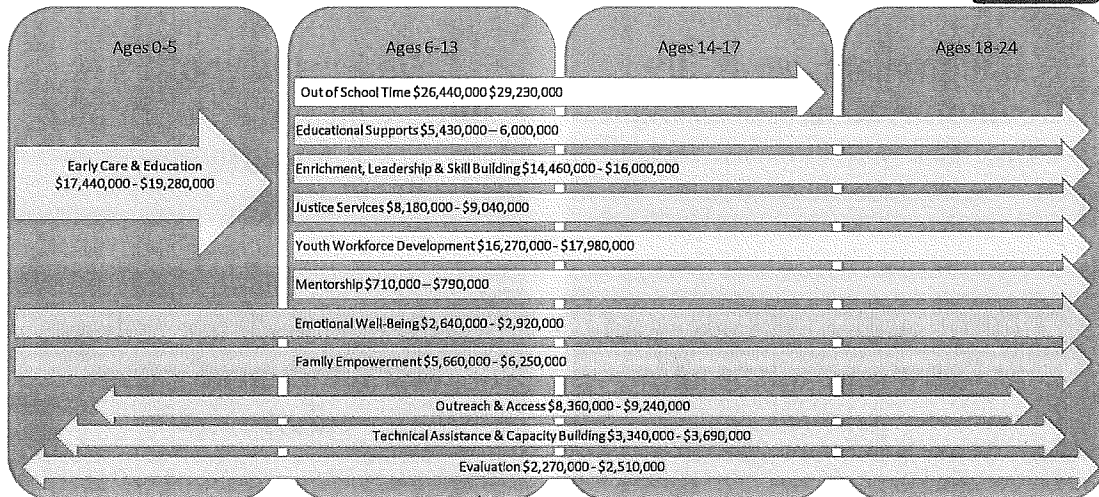 Ages 0-5
Ages 6-13
Ages 14-17
Ages 18-24
Out of School Time $26,440,000 $29,230,000
Educational Supports $5,430,000 – 6,000,000
Early Care & Education
$17,440,000 - $19,280,000
Enrichment, Leadership & Skill Building $14,460,000 - $16,000,000
Justice Services $8,180,000 - $9,040,000
Youth Workforce Development $16,270,000 - $17,980,000
Mentorship $710,000 – $790,000
Emotional Well-Being $2,640,000 - $2,920,000
Family Empowerment $5,660,000 - $6,250,000
Outreach & Access $8,360,000 - $9,240,000
Technical Assistance & Capacity Building $3,340,000 - $3,690,000
Evaluation $2,270,000 - $2,510,000